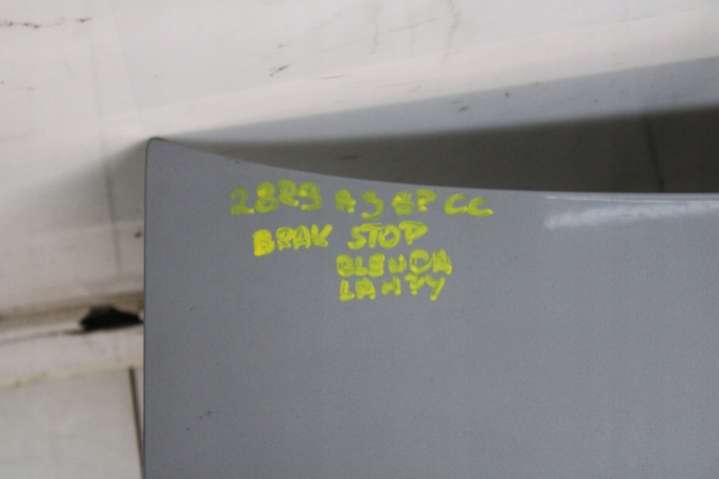 2829 A3 8P CC
BRAK STOP
BLENDA
LAMPY